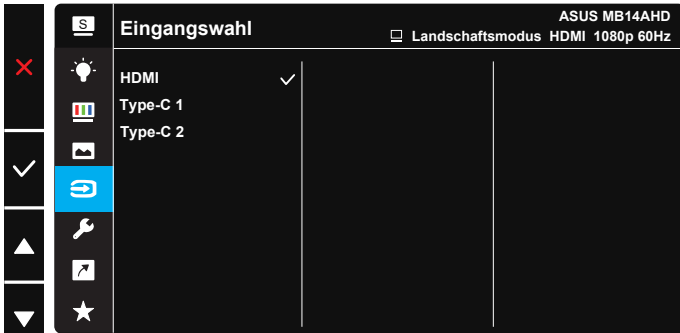 S
Eingangswahl
ASUS MB14AHD
Landschaftsmodus HDMI 1080p 60Hz
HDMI
Type-C 1
Type-C 2